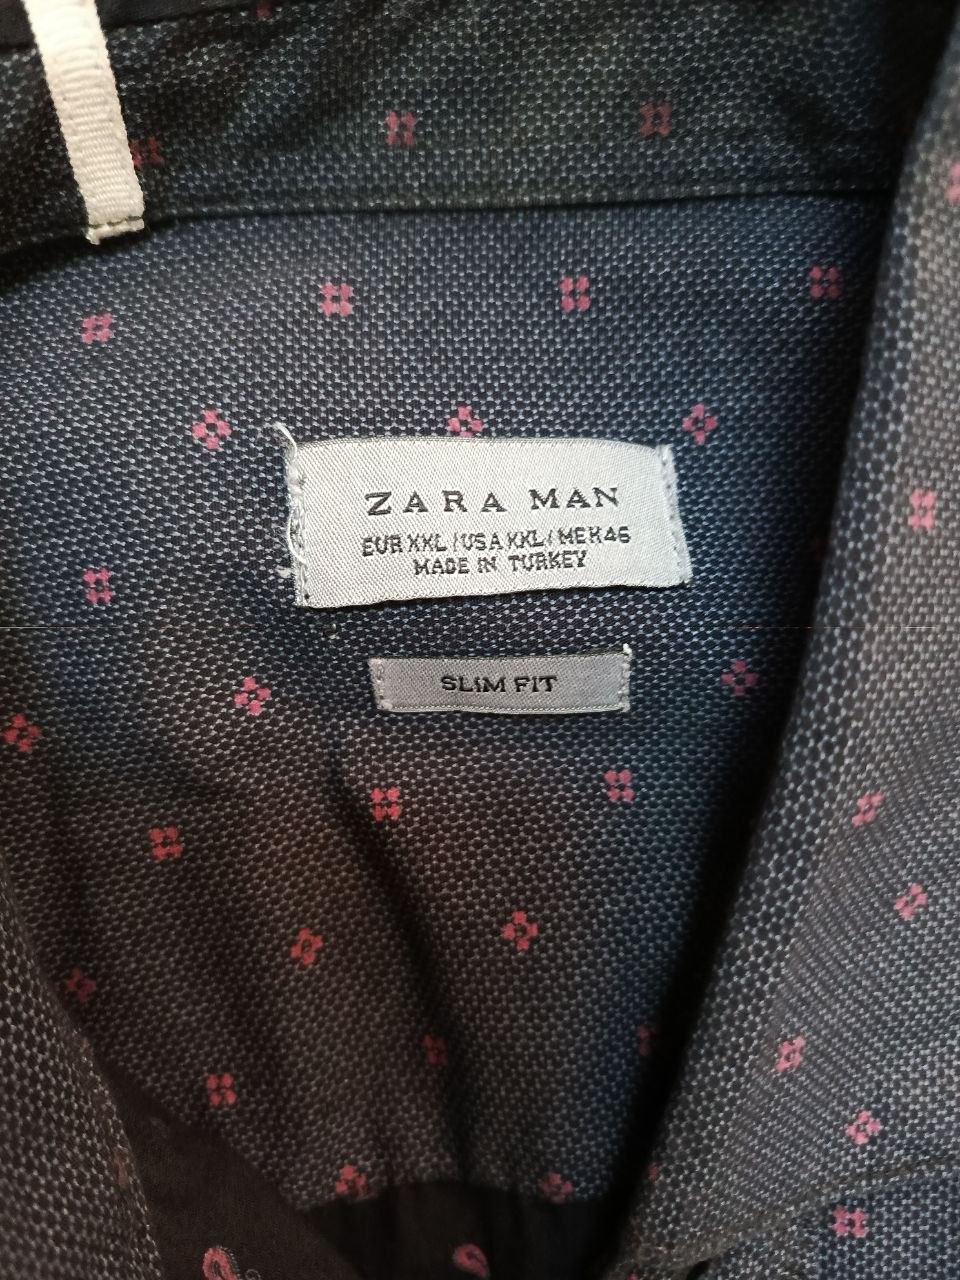 ZARA MAN
EUR XXL / USA XXL / MEX 46
MADE IN TURKEY
SLIM FIT